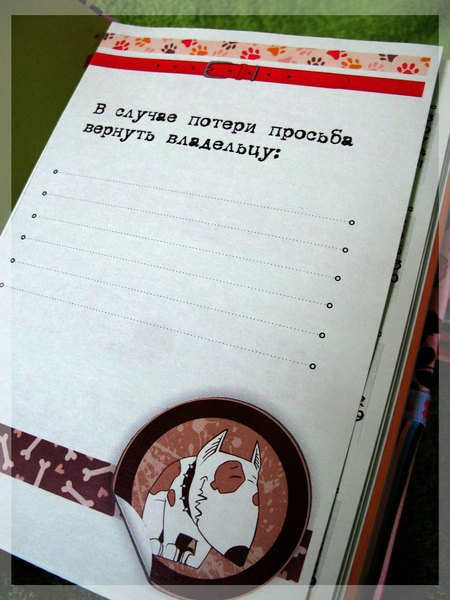 В случае потери просьба
вернуть владельцу: